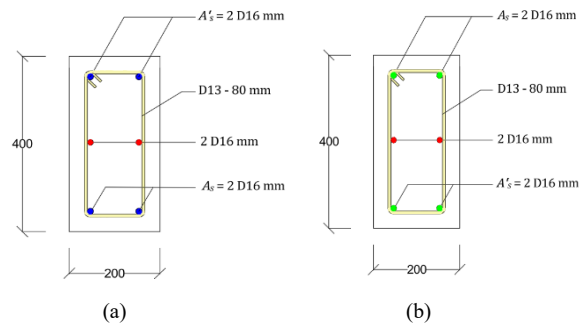 A's = 2 D16 mm
D13 - 80 mm
400
2 D16 mm
As = 2 D16 mm
200
(a)
As = 2 D16 mm
D13 - 80 mm
400
2 D16 mm
A's = 2 D16 mm
200
(b)